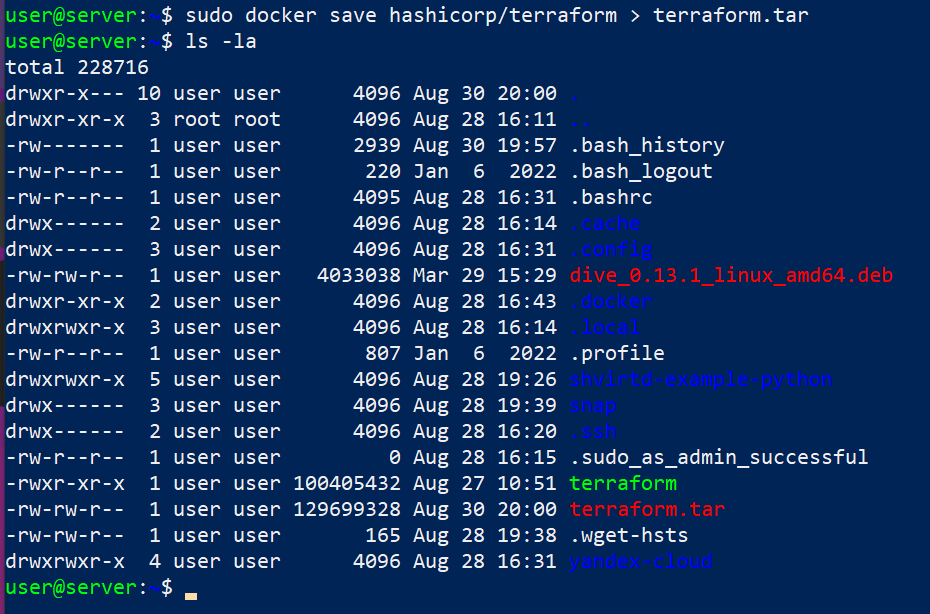 user@server:~$ sudo docker save hashicorp/terraform > terraform.tar
user@server:~$ ls -la
total 228716
drwxr-x--- 10 user user      4096 Aug 30 20:00 .
drwxr-xr-x  3 root root      4096 Aug 28 16:11 ..
-rw-------  1 user user      2939 Aug 30 19:57 .bash_history
-rw-r--r--  1 user user       220 Jan  6  2022 .bash_logout
-rw-r--r--  1 user user      4095 Aug 28 16:31 .bashrc
drwx------  2 user user      4096 Aug 28 16:14 .cache
drwx------  3 user user      4096 Aug 28 16:31 .config
-rw-rw-r--  1 user user   4033038 Mar 29 15:29 dive_0.13.1_linux_amd64.deb
drwxr-xr-x  2 user user      4096 Aug 28 16:43 .docker
drwxrwxr-x  3 user user      4096 Aug 28 16:14 .local
-rw-r--r--  1 user user       807 Jan  6  2022 .profile
drwxrwxr-x  5 user user      4096 Aug 28 19:26 shvirtd-example-python
drwx------  3 user user      4096 Aug 28 19:39 snap
drwx------  2 user user      4096 Aug 28 16:20 .ssh
-rw-r--r--  1 user user         0 Aug 28 16:15 .sudo_as_admin_successful
-rwxr-xr-x  1 user user 100405432 Aug 27 10:51 terraform
-rw-rw-r--  1 user user 129699328 Aug 30 20:00 terraform.tar
-rw-rw-r--  1 user user       165 Aug 28 19:38 .wget-hsts
drwxrwxr-x  4 user user      4096 Aug 28 16:31 yandex-cloud
user@server:~$